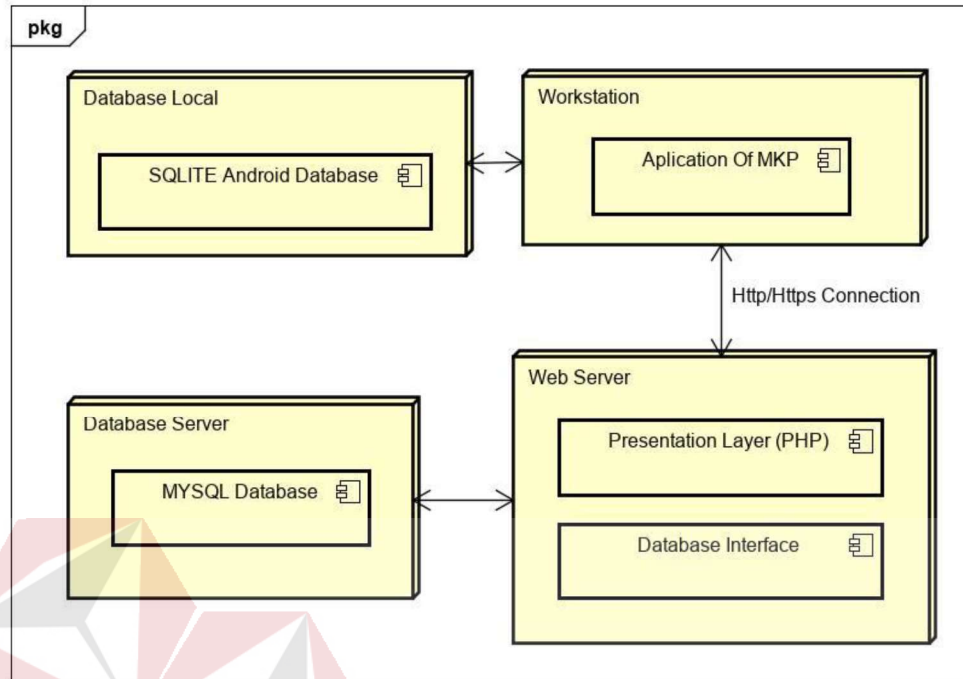 pkg
Database Local
SQLITE Android Database
Workstation
Aplication Of MKP
Http/Https Connection
Database Server
MYSQL Database
Web Server
Presentation Layer (PHP)
Database Interface